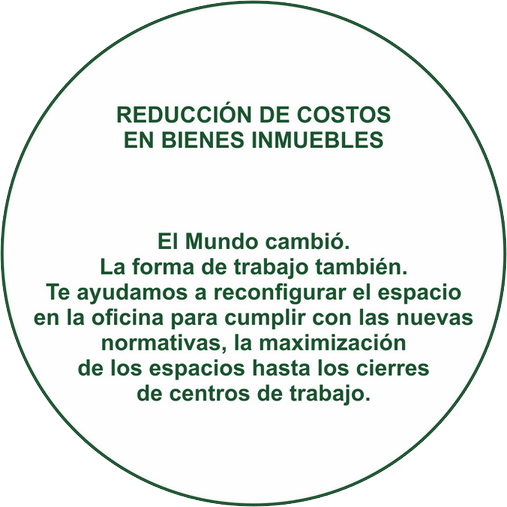 REDUCCIÓN DE COSTOS
EN BIENES INMUEBLES
El Mundo cambió.
La forma de trabajo también.
Te ayudamos a reconfigurar el espacio
en la oficina para cumplir con las nuevas
normativas, la maximización
de los espacios hasta los cierres
de centros de trabajo.